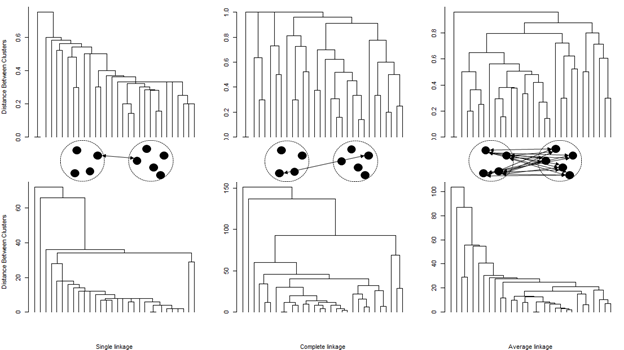 Distance Between Clusters
0.0 0.2 0.4 0.6
0.0 0.2 0.4 0.6 0.8 1.0
0.0 0.2 0.4 0.6 0.8
Distance Between Clusters
0 20 40 60
0 50 100 150
0 20 40 60 80 100
Single linkage
Complete linkage
Average linkage